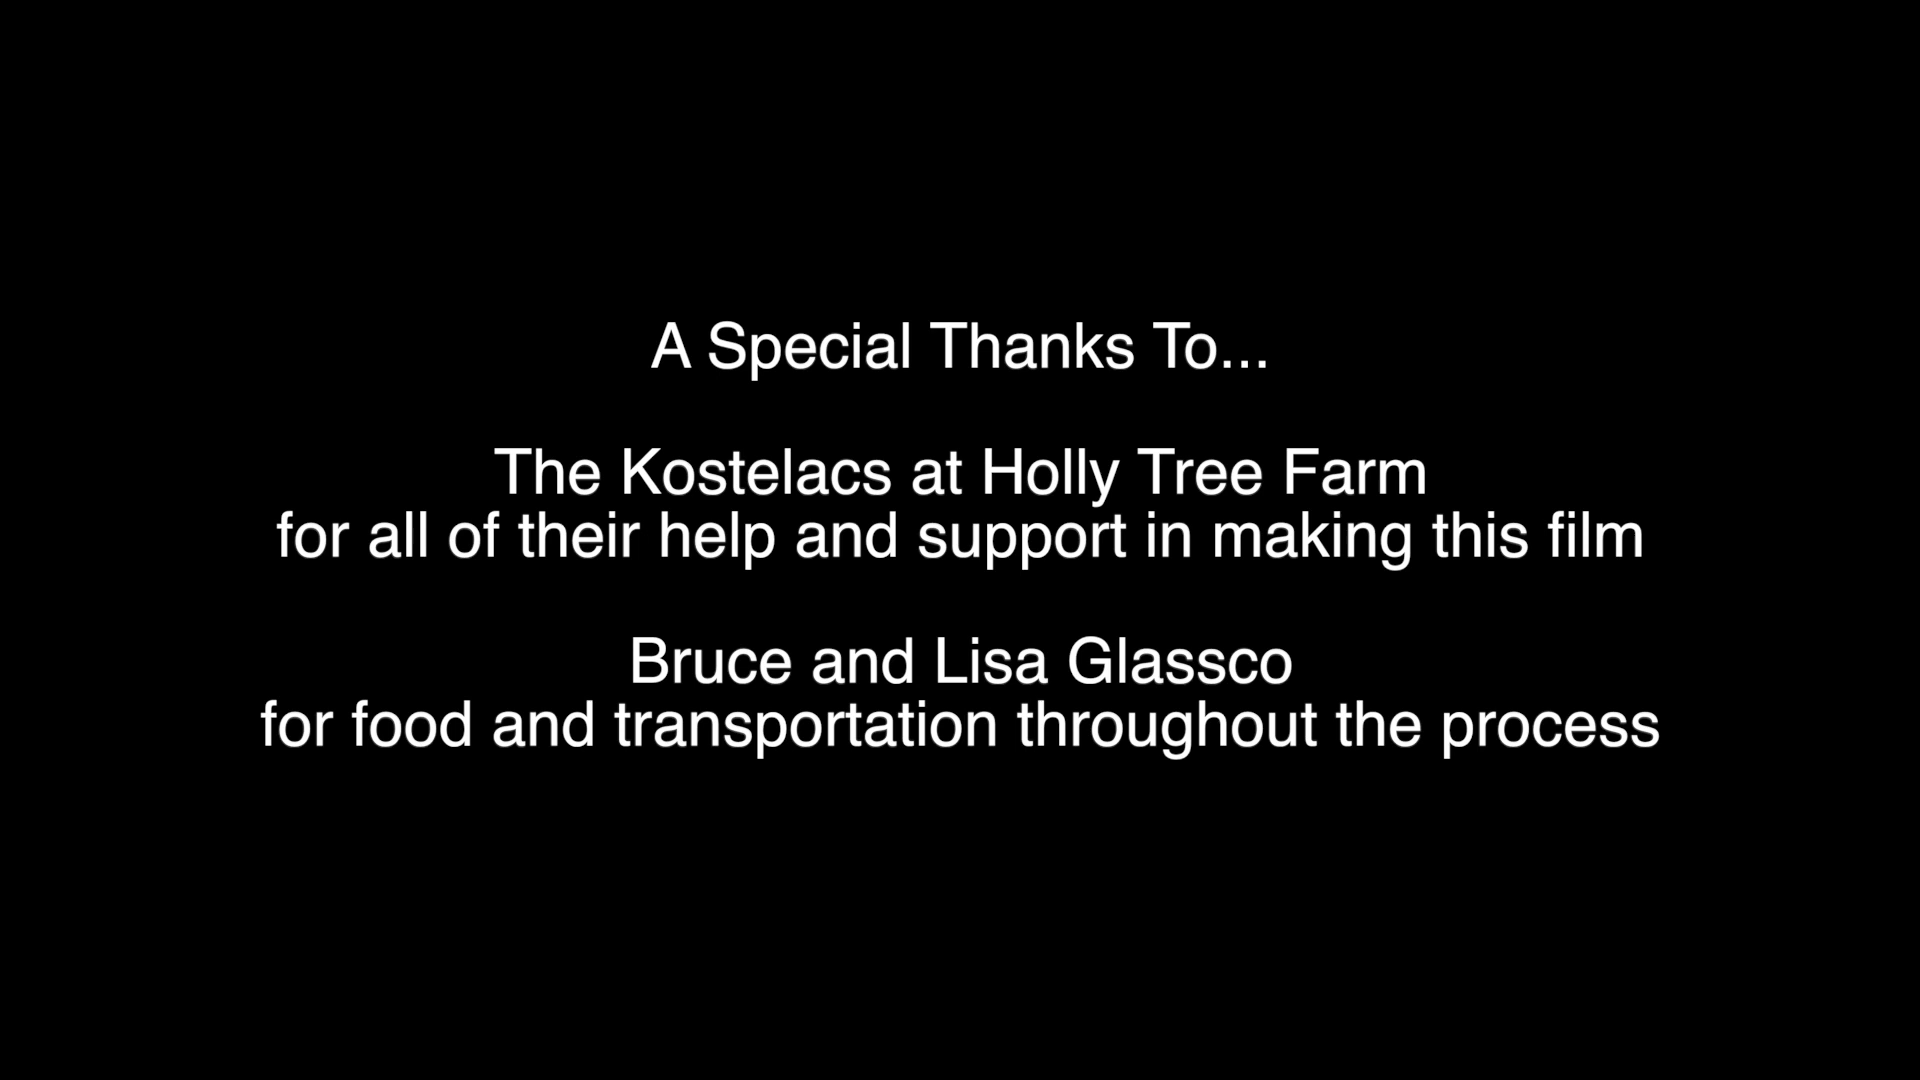 A Special Thanks To...
The Kostelacs at Holly Tree Farm
for all of their help and support in making this film
Bruce and Lisa Glassco
for food and transportation throughout the process